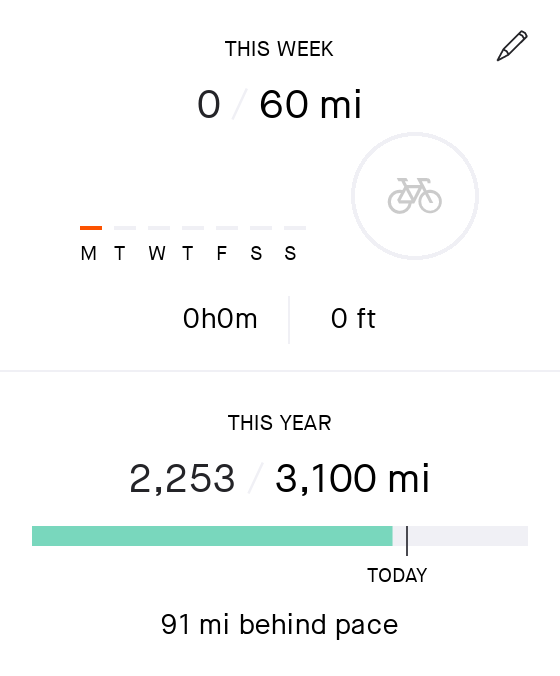 THIS WEEK
0 / 60 mi
M T W T F S S
0h0m 0 ft
THIS YEAR
2,253 / 3,100 mi
TODAY
91 mi behind pace